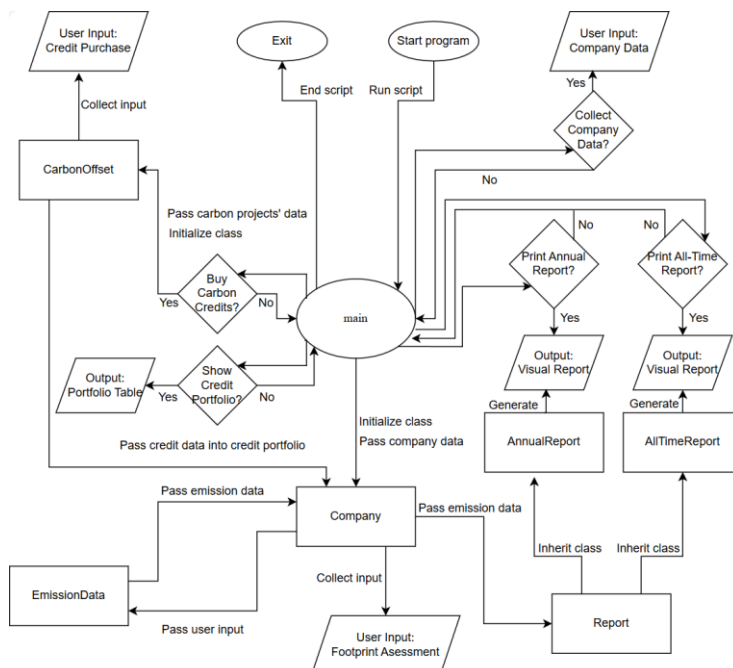 User Input:
Credit Purchase
Exit
Start program
User Input:
Company Data
End script
Run script
Yes
Collect input
Collect
Company
Data?
CarbonOffset
No
Pass carbon projects' data
Initialize class
No
No
Print Annual
Report?
Print All-Time
Report?
Buy
Carbon
Credits?
Yes
No
main
Yes
Yes
Output:
Portfolio Table
Yes
Show
Credit
Portfolio?
No
Output:
Visual Report
Output:
Visual Report
Generate
Generate
Initialize class
Pass company data
Pass credit data into credit portfolio
AnnualReport
AllTimeReport
Pass emission data
Company
Pass emission data
Inherit class
Inherit class
Collect input
EmissionData
Pass user input
Report
User Input:
Footprint Asessment